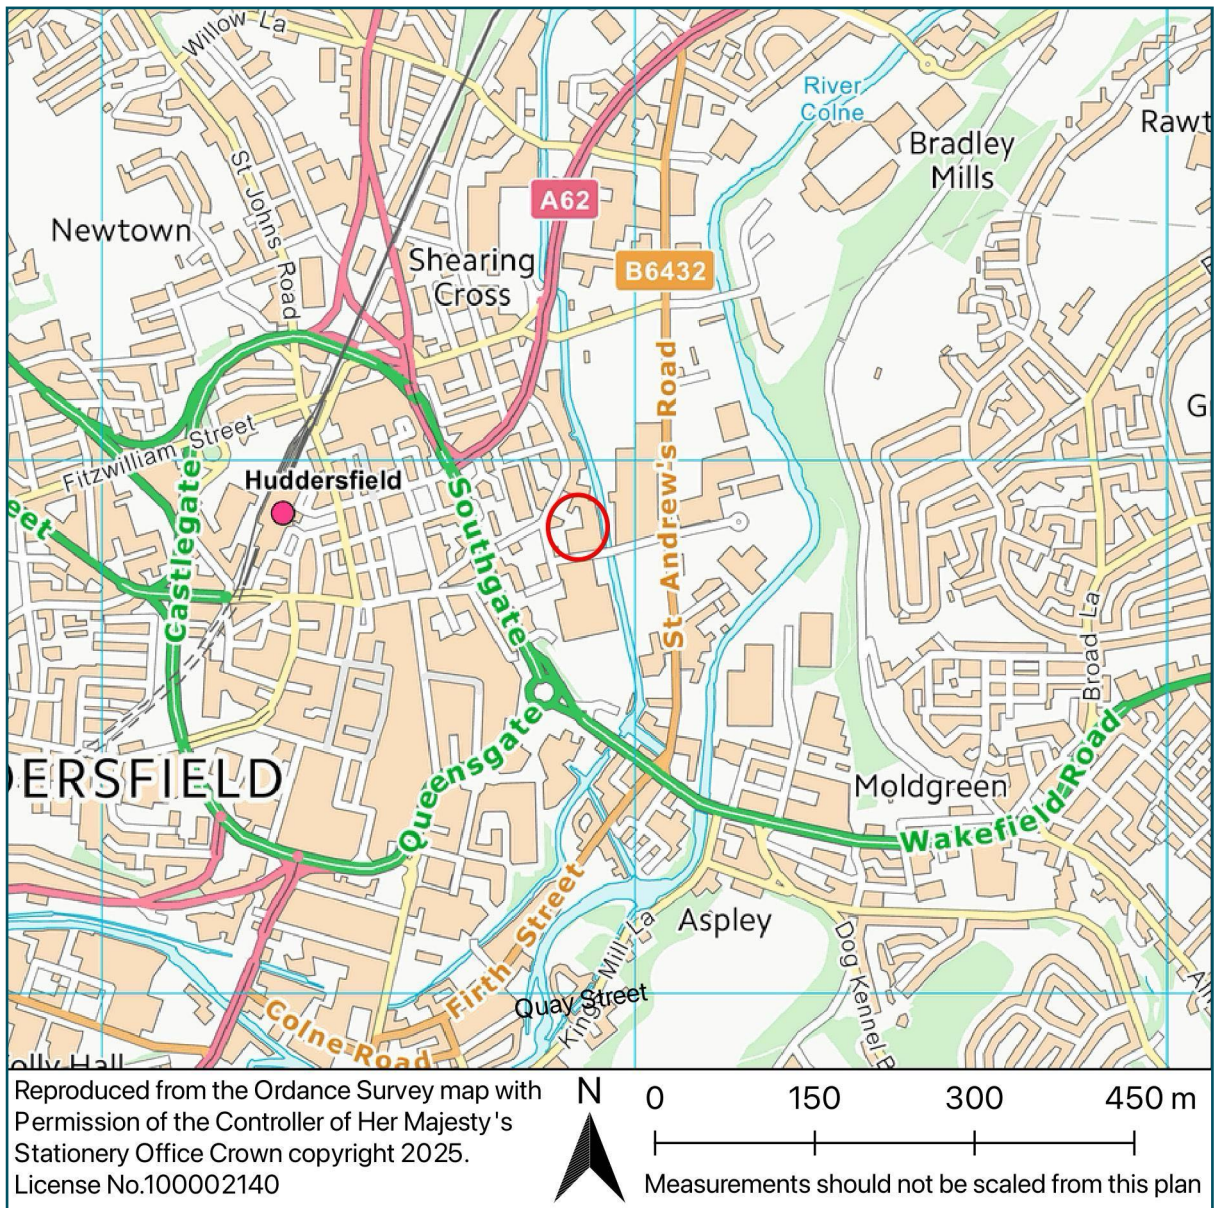 Willow La
River
Colne
Bradley
Mills
Rawt
St Johns Road
A62
Newtown
Shearing
Cross
B6432
G
Fitzwilliam Street
Huddersfield
eet
Castlegate
Southgate
St Andrew's Road
Broad La
DERSFIELD
Queensgate
Moldgreen
Wakefield Road
Aspley
Firth Street
Kings Mill La
Dog Kennel B
Quay Street
Colne Road
olly Hall
Reproduced from the Ordance Survey map with
Permission of the Controller of Her Majesty's
Stationery Office Crown copyright 2025.
License No.100002140
N
0 150 300 450 m
Measurements should not be scaled from this plan